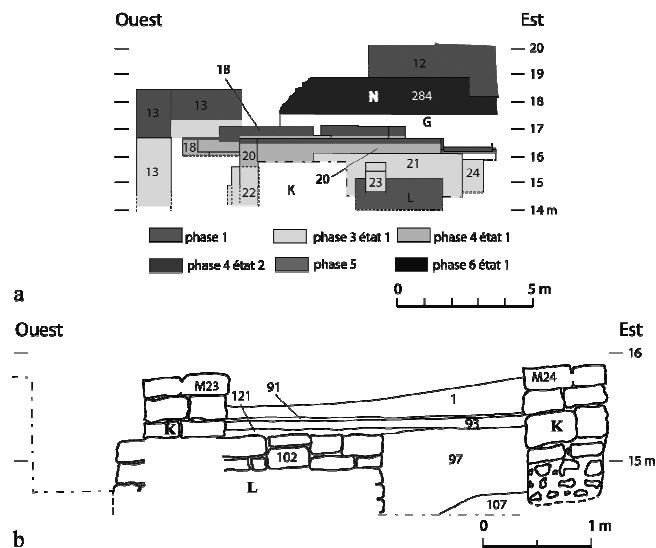 Ouest
Est
20
19
18
17
16
15
14 m
12
N
284
G
18
13
13
13
18
20
22
K
20
21
23
24
L
phase 1
phase 3 état 1
phase 4 état 1
phase 4 état 2
phase 5
phase 6 état 1
0
5 m
a
Ouest
Est
16
M23
91
121
1
M24
K
93
K
102
97
15 m
L
107
0
1 m
b